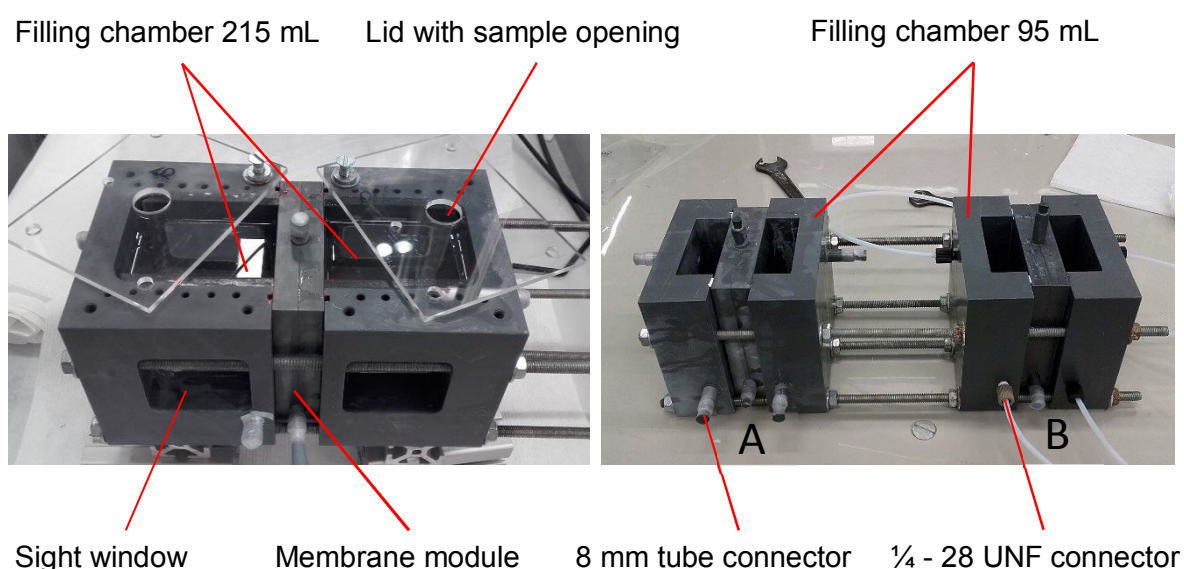 Filling chamber 215 mL
Lid with sample opening
Filling chamber 95 mL
A
B
Sight window
Membrane module
8 mm tube connector
¼ - 28 UNF connector